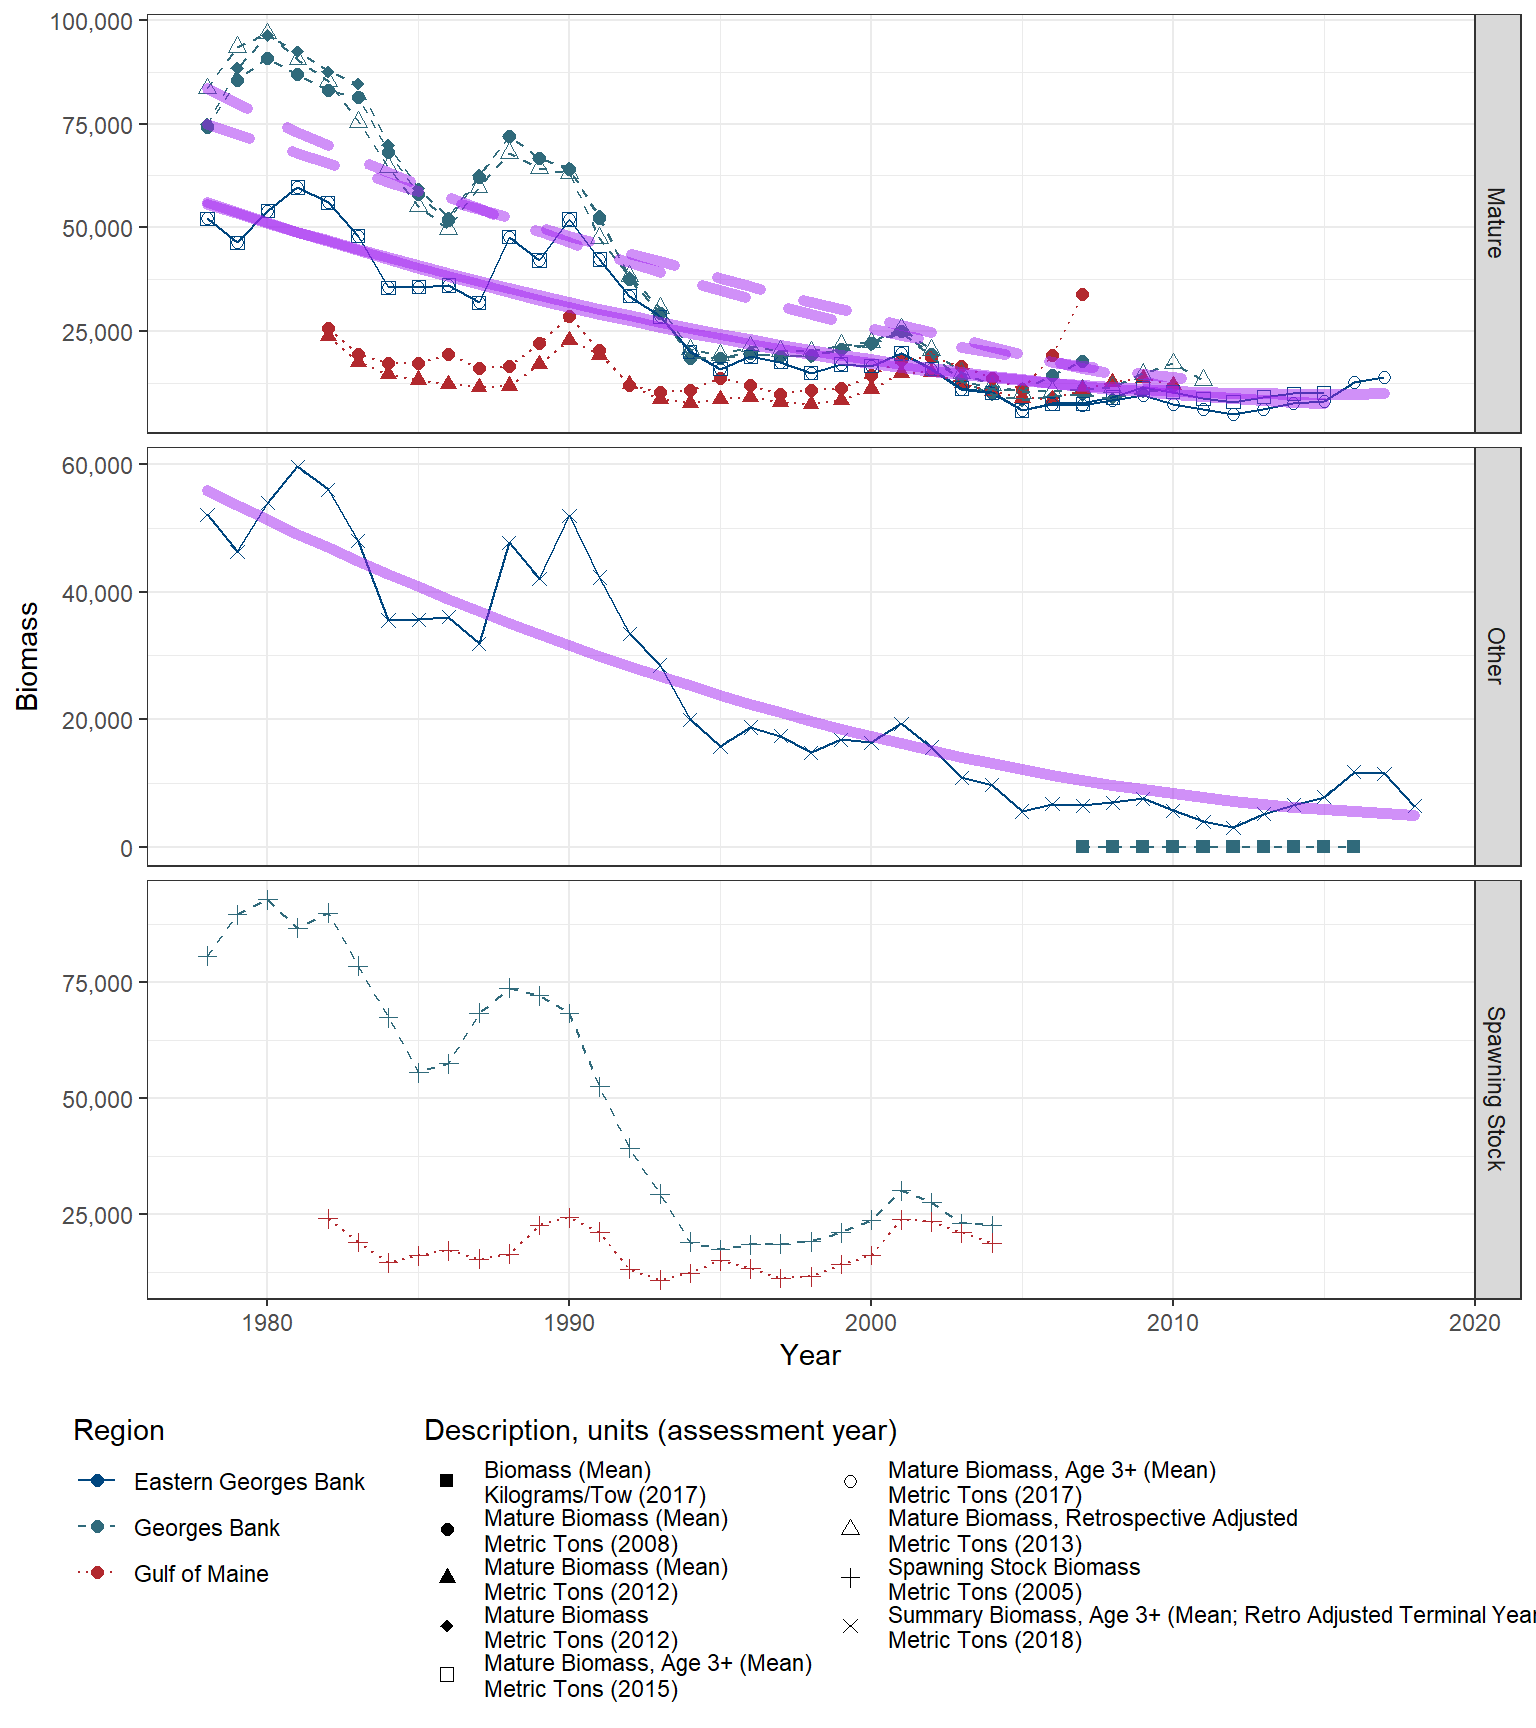 100,000
75,000
50,000
25,000
Mature
60,000
40,000
20,000
0
Other
Biomass
75,000
50,000
25,000
Spawning Stock
1980
1990
2000
2010
2020
Year
Region
Eastern Georges Bank
Georges Bank
Gulf of Maine
Description, units (assessment year)
Biomass (Mean)
Kilograms/Tow (2017)
Mature Biomass (Mean)
Metric Tons (2008)
Mature Biomass (Mean)
Metric Tons (2012)
Mature Biomass
Metric Tons (2012)
Mature Biomass, Age 3+ (Mean)
Metric Tons (2015)
Mature Biomass, Age 3+ (Mean)
Metric Tons (2017)
Mature Biomass, Retrospective Adjusted
Metric Tons (2013)
Spawning Stock Biomass
Metric Tons (2005)
Summary Biomass, Age 3+ (Mean; Retro Adjusted Terminal Year
Metric Tons (2018)